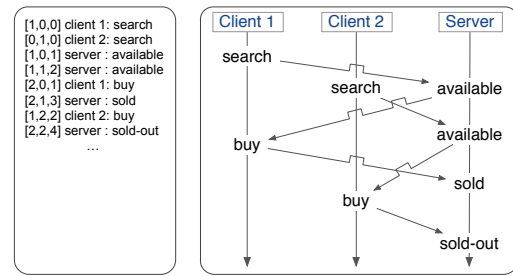 [1,0,0] client 1: search
[0,1,0] client 2: search
[1,0,1] server : available
[1,1,2] server : available
[2,0,1] client 1: buy
[2,1,3] server : sold
[1,2,2] client 2: buy
[2,2,4] server : sold-out
...
Client 1 Client 2 Server
search
search available
available
buy
sold
buy
sold-out